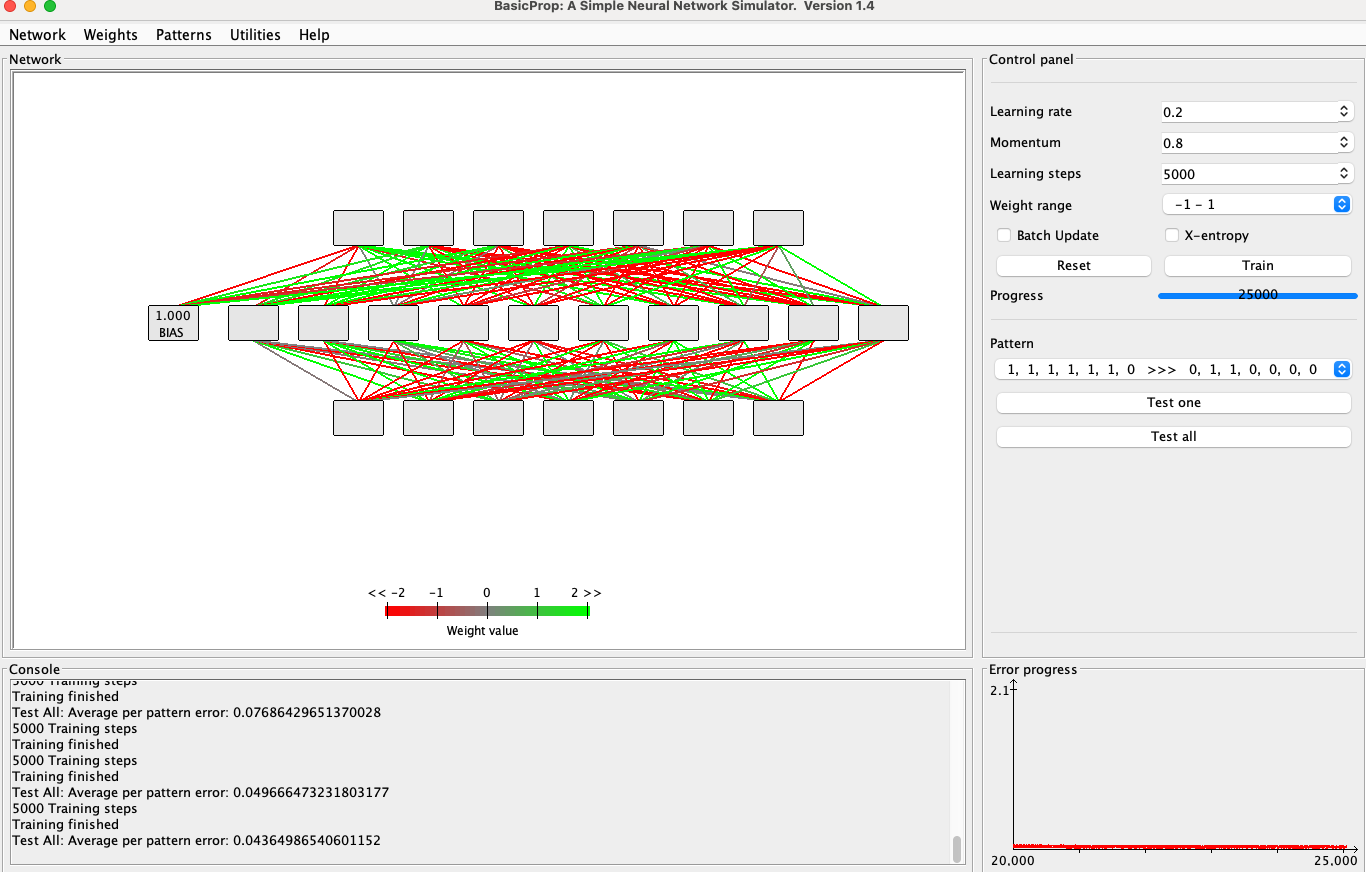 BasicProp: A Simple Neural Network Simulator.  Version 1.4
Network Weights Patterns Utilities Help
Network
1.000
BIAS
<< -2 -1 0 1 2 >>
Weight value
Control panel
Learning rate 0.2
Momentum 0.8
Learning steps 5000
Weight range -1 - 1
Batch Update X-entropy
Reset Train
Progress 25000
Pattern
1, 1, 1, 1, 1, 1, 0 >>> 0, 1, 1, 0, 0, 0, 0
Test one
Test all
Console
5000 Training steps
Training finished
Test All: Average per pattern error: 0.07686429651370028
5000 Training steps
Training finished
5000 Training steps
Training finished
Test All: Average per pattern error: 0.049666473231803177
5000 Training steps
Training finished
Test All: Average per pattern error: 0.04364986540601152
Error progress
2.1
20,000 25,000